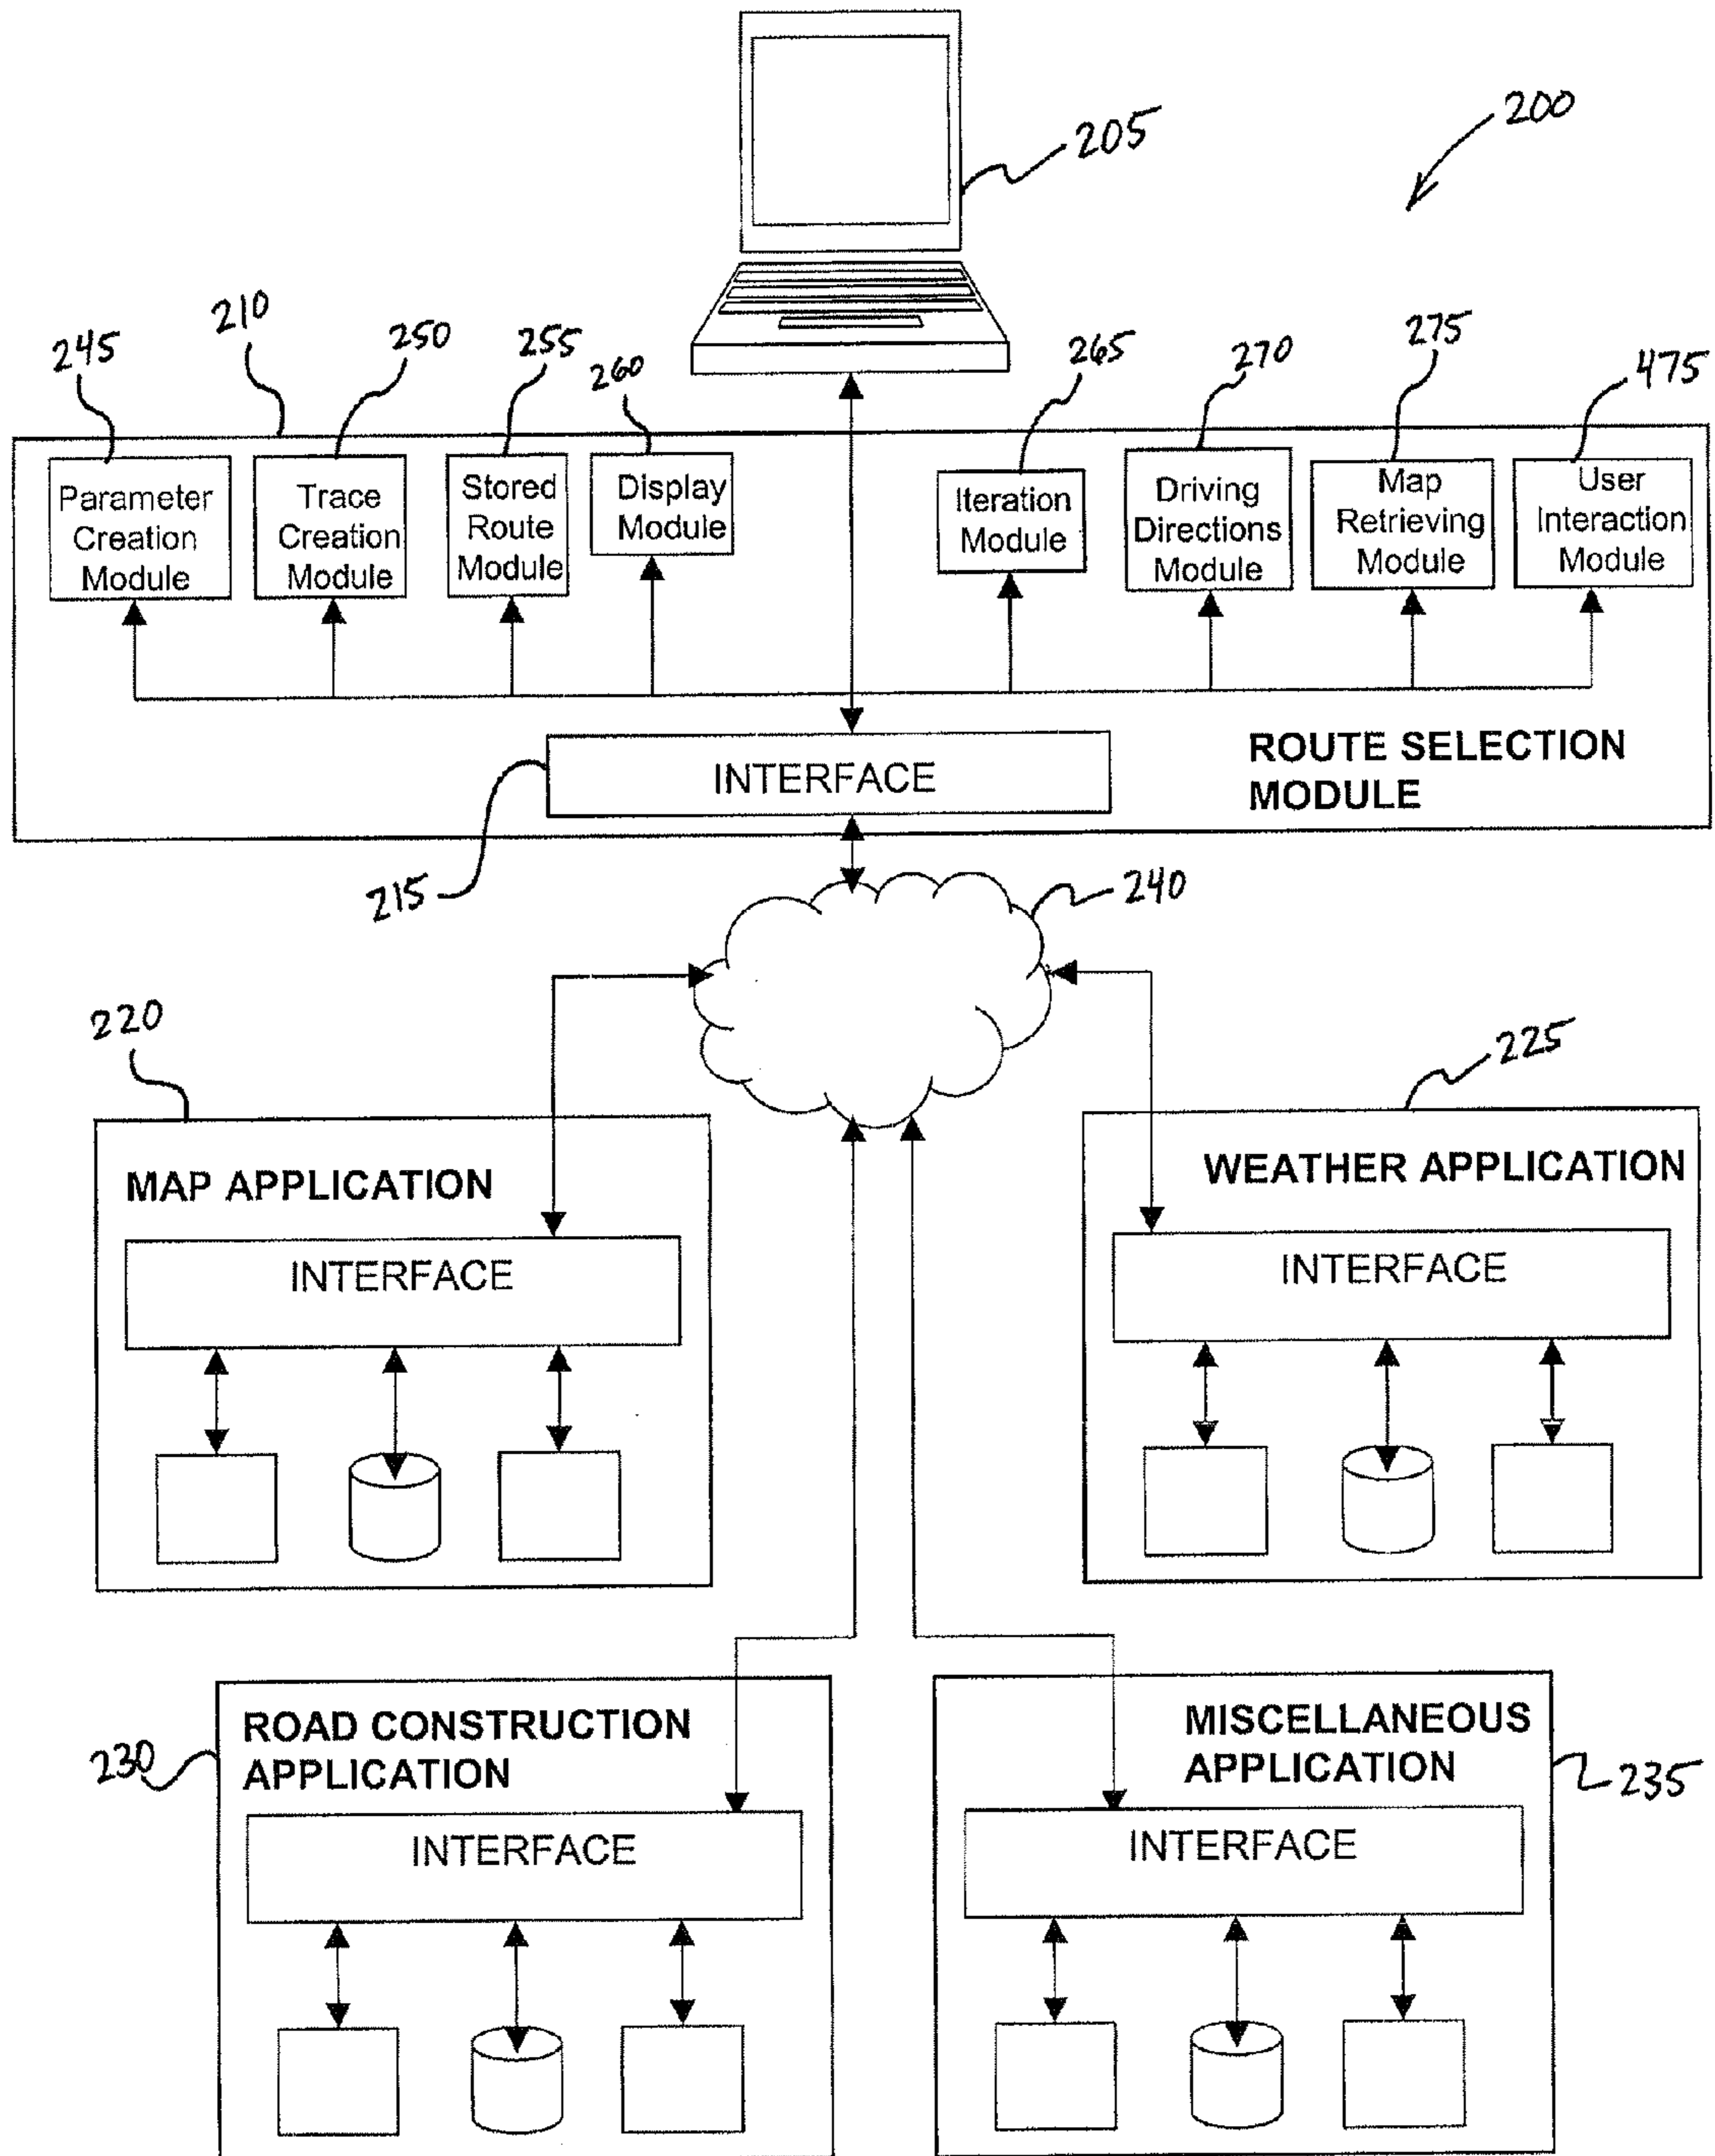 200
205
210
245
250
255
260
265
270
275
475
Parameter
Creation
Module
Trace
Creation
Module
Stored
Route
Module
Display
Module
Iteration
Module
Driving
Directions
Module
Map
Retrieving
Module
User
Interaction
Module
INTERFACE
ROUTE SELECTION
MODULE
215
240
220
225
MAP APPLICATION
INTERFACE
WEATHER APPLICATION
INTERFACE
230
ROAD CONSTRUCTION
APPLICATION
INTERFACE
MISCELLANEOUS
APPLICATION
235
INTERFACE